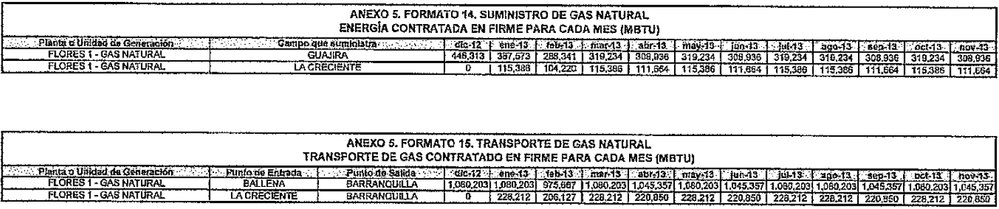 ANEXO 5. FORMATO 14. SUMINISTRO DE GAS NATURAL
ENERGÍA CONTRATADA EN FIRME PARA CADA MES (MBTU)
Planta o Unidad de Generación Campo que suministra dic-12 ene-13 feb-13 mar-13 abr-13 may-13 jun-13 jul-13 ago-13 sep-13 oct-13 nov-13
FLORES 1 - GAS NATURAL GUAJIRA 446,313 288,341 319,234 308,936 319,234 308,936 319,234 319,234 308,936 319,234 308,936
FLORES 1 - GAS NATURAL LA CRECIENTE 0 115,386 104,220 115,386 111,664 115,386 111,664 115,386 115,386 111,664 115,386 111,664
ANEXO 5. FORMATO 15. TRANSPORTE DE GAS NATURAL
TRANSPORTE DE GAS CONTRATADO EN FIRME PARA CADA MES (MBTU)
Planta o Unidad de Generación Punto de Entrada Punto de Salida dic-12 ene-13 feb-13 mar-13 abr-13 may-13 jun-13 jul-13 ago-13 sep-13 oct-13 nov-13
FLORES 1 - GAS NATURAL BALLENA BARRANQUILLA 1,080,203 1,080,203 975,667 1,080,203 1,045,357 1,080,203 1,045,357 1,080,203 1,080,203 1,045,357 1,080,203 1,045,357
FLORES 1 - GAS NATURAL LA CRECIENTE BARRANQUILLA 0 228,212 206,127 228,212 220,850 228,212 220,850 228,212 228,212 220,850 228,212 220,850